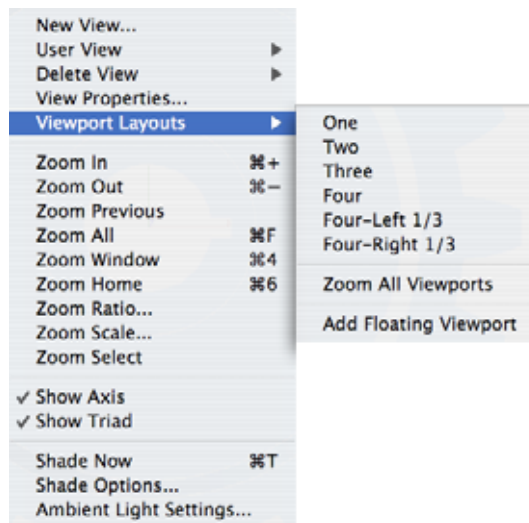 New View...
User View
Delete View
View Properties...
Viewport Layouts
Zoom In ⌘+
Zoom Out ⌘−
Zoom Previous
Zoom All ⌘F
Zoom Window ⌘4
Zoom Home ⌘6
Zoom Ratio...
Zoom Scale...
Zoom Select
✓ Show Axis
✓ Show Triad
Shade Now ⌘T
Shade Options...
Ambient Light Settings...
One
Two
Three
Four
Four-Left 1/3
Four-Right 1/3
Zoom All Viewports
Add Floating Viewport